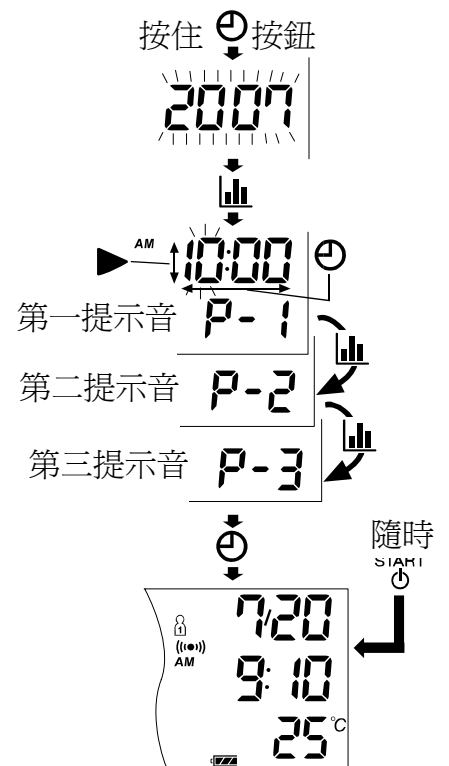 按住 按鈕
2007
AM
10:00
第一提示音 P-1
第二提示音 P-2
第三提示音 P-3
隨時
START
7/20
1
AM
9:10
25°C